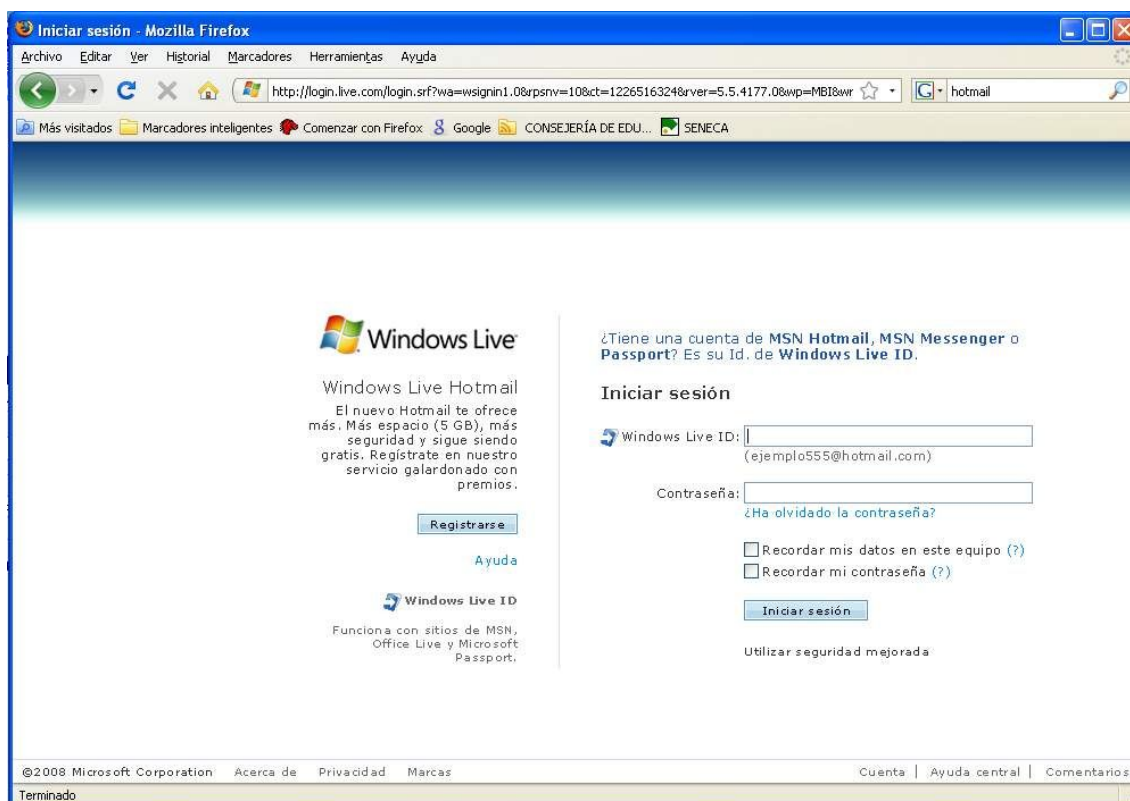 Iniciar sesión - Mozilla Firefox
Archivo Editar Ver Historial Marcadores Herramientas Ayuda
http://login.live.com/login.srf?wa=wsignin1.0&rpsnv=10&ct=1226516324&rver=5.5.4177.0&wp=MBI&wr
G hotmail
Más visitados Marcadores inteligentes Comenzar con Firefox Google CONSEJERÍA DE EDU... SENECA
Windows Live
Windows Live Hotmail
El nuevo Hotmail te ofrece
más. Más espacio (5 GB), más
seguridad y sigue siendo
gratis. Regístrate en nuestro
servicio galardonado con
premios.
Registrarse
Ayuda
Windows Live ID
Funciona con sitios de MSN,
Office Live y Microsoft
Passport.
¿Tiene una cuenta de MSN Hotmail, MSN Messenger o
Passport? Es su Id. de Windows Live ID.
Iniciar sesión
Windows Live ID:
(ejemplo555@hotmail.com)
Contraseña:
¿Ha olvidado la contraseña?
Recordar mis datos en este equipo (?)
Recordar mi contraseña (?)
Iniciar sesión
Utilizar seguridad mejorada
©2008 Microsoft Corporation Acerca de Privacidad Marcas Cuenta | Ayuda central | Comentarios
Terminado